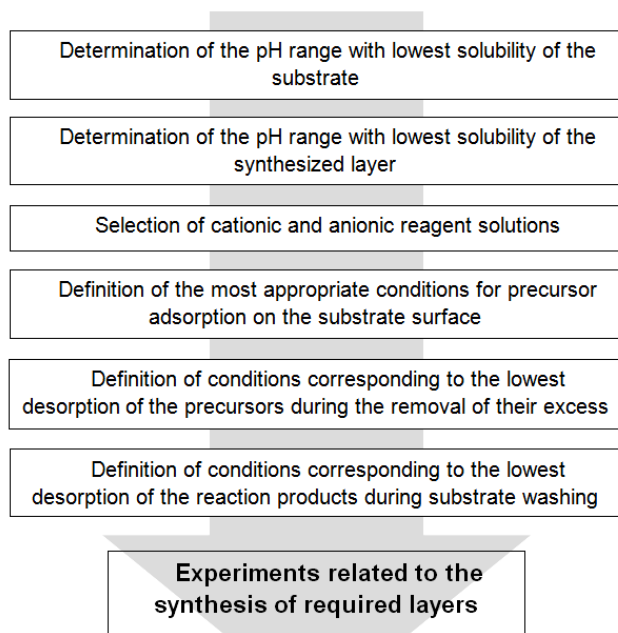 Determination of the pH range with lowest solubility of the
substrate
Determination of the pH range with lowest solubility of the
synthesized layer
Selection of cationic and anionic reagent solutions
Definition of the most appropriate conditions for precursor
adsorption on the substrate surface
Definition of conditions corresponding to the lowest
desorption of the precursors during the removal of their excess
Definition of conditions corresponding to the lowest
desorption of the reaction products during substrate washing
Experiments related to the
synthesis of required layers